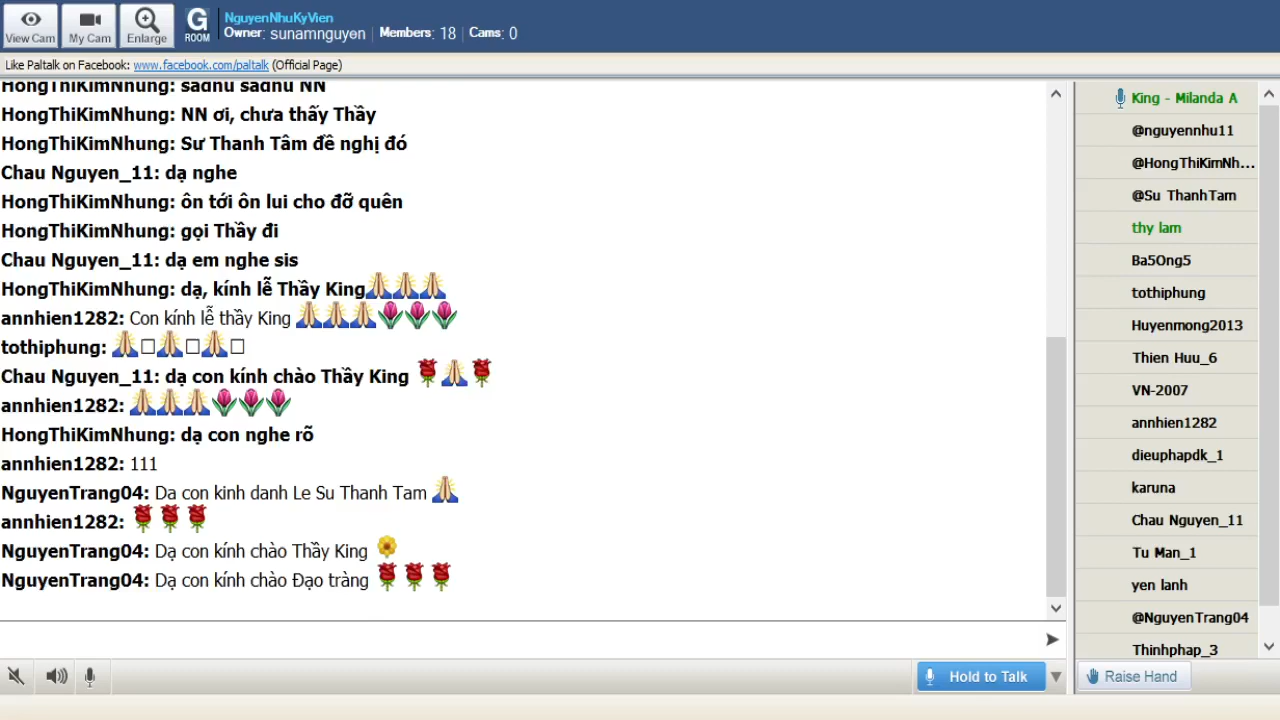 View Cam
My Cam
Enlarge
G
ROOM
NguyenNhuKyVien
Owner: sunamnguyen | Members: 18 | Cams: 0
Like Paltalk on Facebook: www.facebook.com/paltalk (Official Page)
HongThiKimNhung: sadhu sadhu NN
HongThiKimNhung: NN ơi, chưa thấy Thầy
HongThiKimNhung: Sư Thanh Tâm đề nghị đó
Chau Nguyen_11: dạ nghe
HongThiKimNhung: ôn tới ôn lui cho đỡ quên
HongThiKimNhung: gọi Thầy đi
Chau Nguyen_11: dạ em nghe sis
HongThiKimNhung: dạ, kính lễ Thầy King🙏🙏🙏
annhien1282: Con kính lễ thầy King 🙏🙏🙏🌷🌷🌷
tothiphung: 🙏□🙏□🙏□
Chau Nguyen_11: dạ con kính chào Thầy King 🌹🙏🌹
annhien1282: 🙏🙏🙏🌷🌷🌷
HongThiKimNhung: dạ con nghe rõ
annhien1282: 111
NguyenTrang04: Da con kinh danh Le Su Thanh Tam 🙏
annhien1282: 🌹🌹🌹
NguyenTrang04: Dạ con kính chào Thầy King 🌼
NguyenTrang04: Dạ con kính chào Đạo tràng 🌹🌹🌹
Hold to Talk
King - Milanda A
@nguyennhu11
@HongThiKimNh...
@Su ThanhTam
thy lam
Ba5Ong5
tothiphung
Huyenmong2013
Thien Huu_6
VN-2007
annhien1282
dieuphapdk_1
karuna
Chau Nguyen_11
Tu Man_1
yen lanh
@NguyenTrang04
Thinhphap_3
Raise Hand